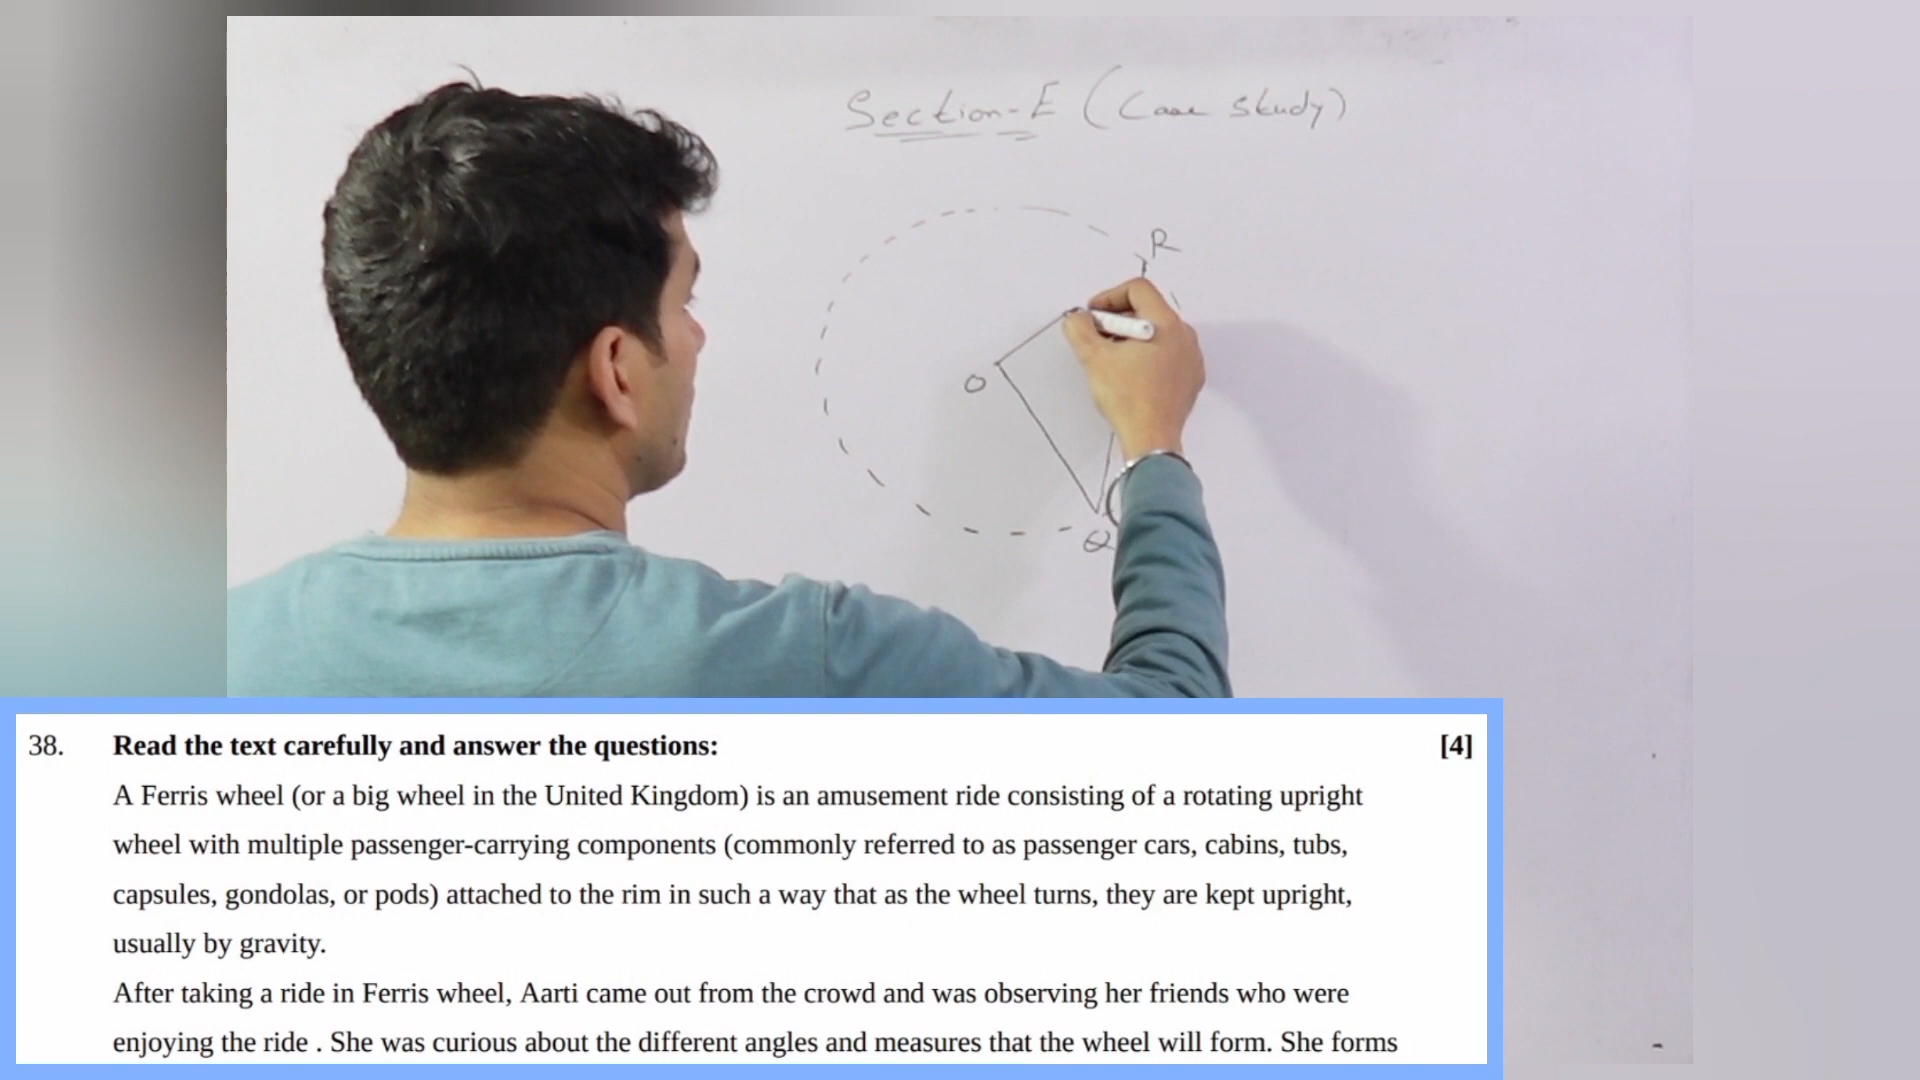 Section-E (Case Study)
R
O
Q
38. Read the text carefully and answer the questions: [4]
A Ferris wheel (or a big wheel in the United Kingdom) is an amusement ride consisting of a rotating upright
wheel with multiple passenger-carrying components (commonly referred to as passenger cars, cabins, tubs,
capsules, gondolas, or pods) attached to the rim in such a way that as the wheel turns, they are kept upright,
usually by gravity.
After taking a ride in Ferris wheel, Aarti came out from the crowd and was observing her friends who were
enjoying the ride . She was curious about the different angles and measures that the wheel will form. She forms